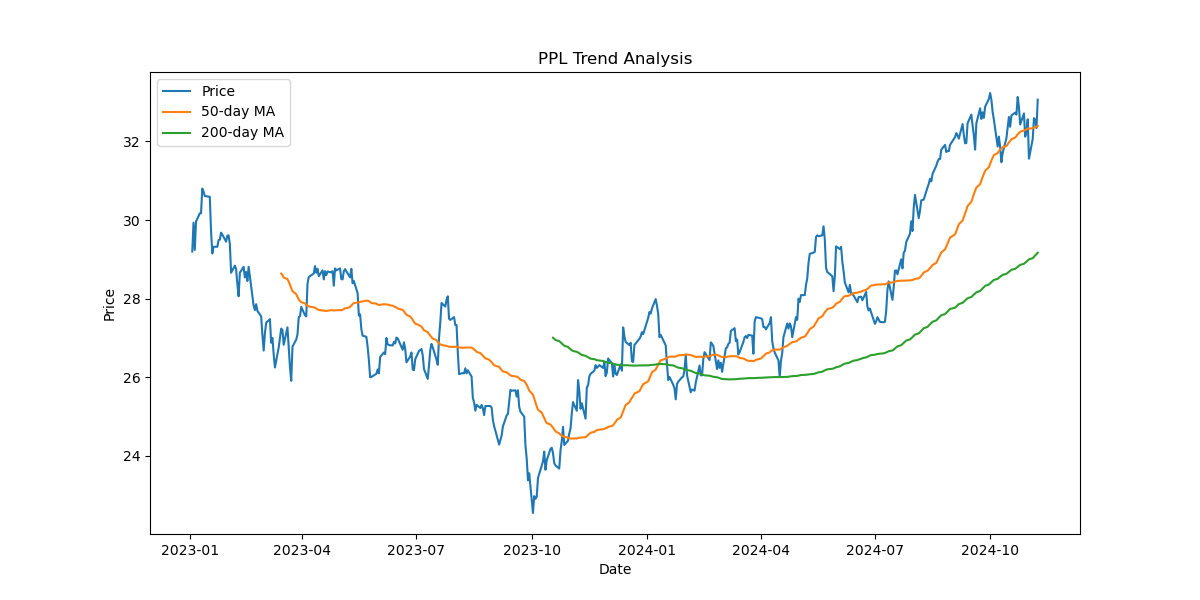 PPL Trend Analysis
Price
50-day MA
200-day MA
32
30
28
26
24
Price
2023-01
2023-04
2023-07
2023-10
2024-01
2024-04
2024-07
2024-10
Date